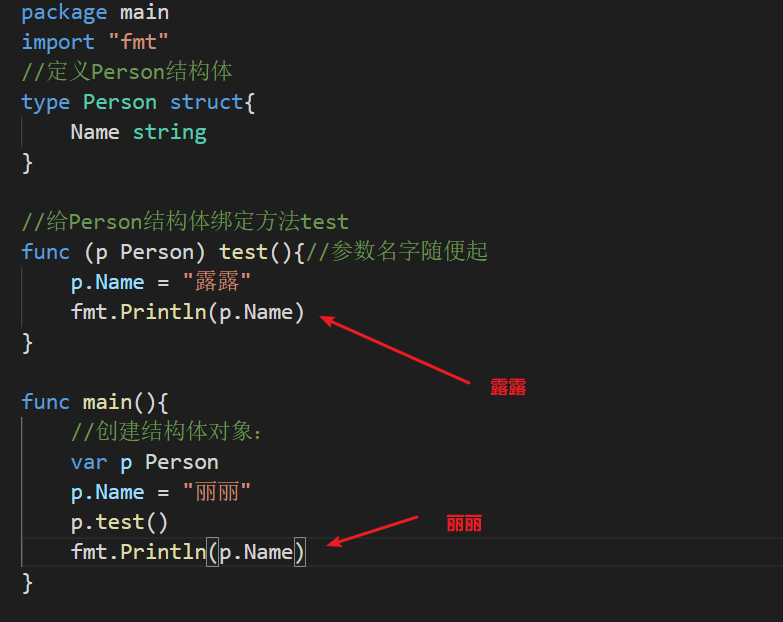 package main
import "fmt"
//定义Person结构体
type Person struct{
    Name string
}

//给Person结构体绑定方法test
func (p Person) test(){//参数名字随便起
    p.Name = "露露"
    fmt.Println(p.Name)
}
露露

func main(){
    //创建结构体对象：
    var p Person
    p.Name = "丽丽"
    p.test()
丽丽
    fmt.Println(p.Name)
}